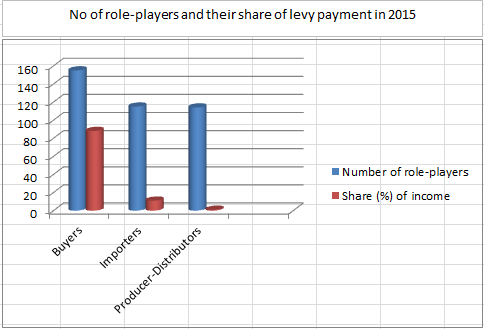 No of role-players and their share of levy payment in 2015
160
140
120
100
80
60
40
20
0
Buyers
Importers
Producer-Distributors
Number of role-players
Share (%) of income